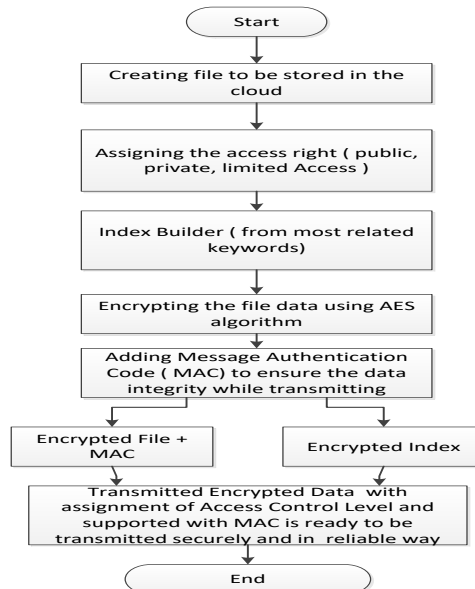 Start
Creating file to be stored in the
cloud
Assigning the access right ( public,
private, limited Access )
Index Builder ( from most related
keywords)
Encrypting the file data using AES
algorithm
Adding Message Authentication
Code ( MAC) to ensure the data
integrity while transmitting
Encrypted File +
MAC
Encrypted Index
Transmitted Encrypted Data with
assignment of Access Control Level and
supported with MAC is ready to be
transmitted securely and in reliable way
End